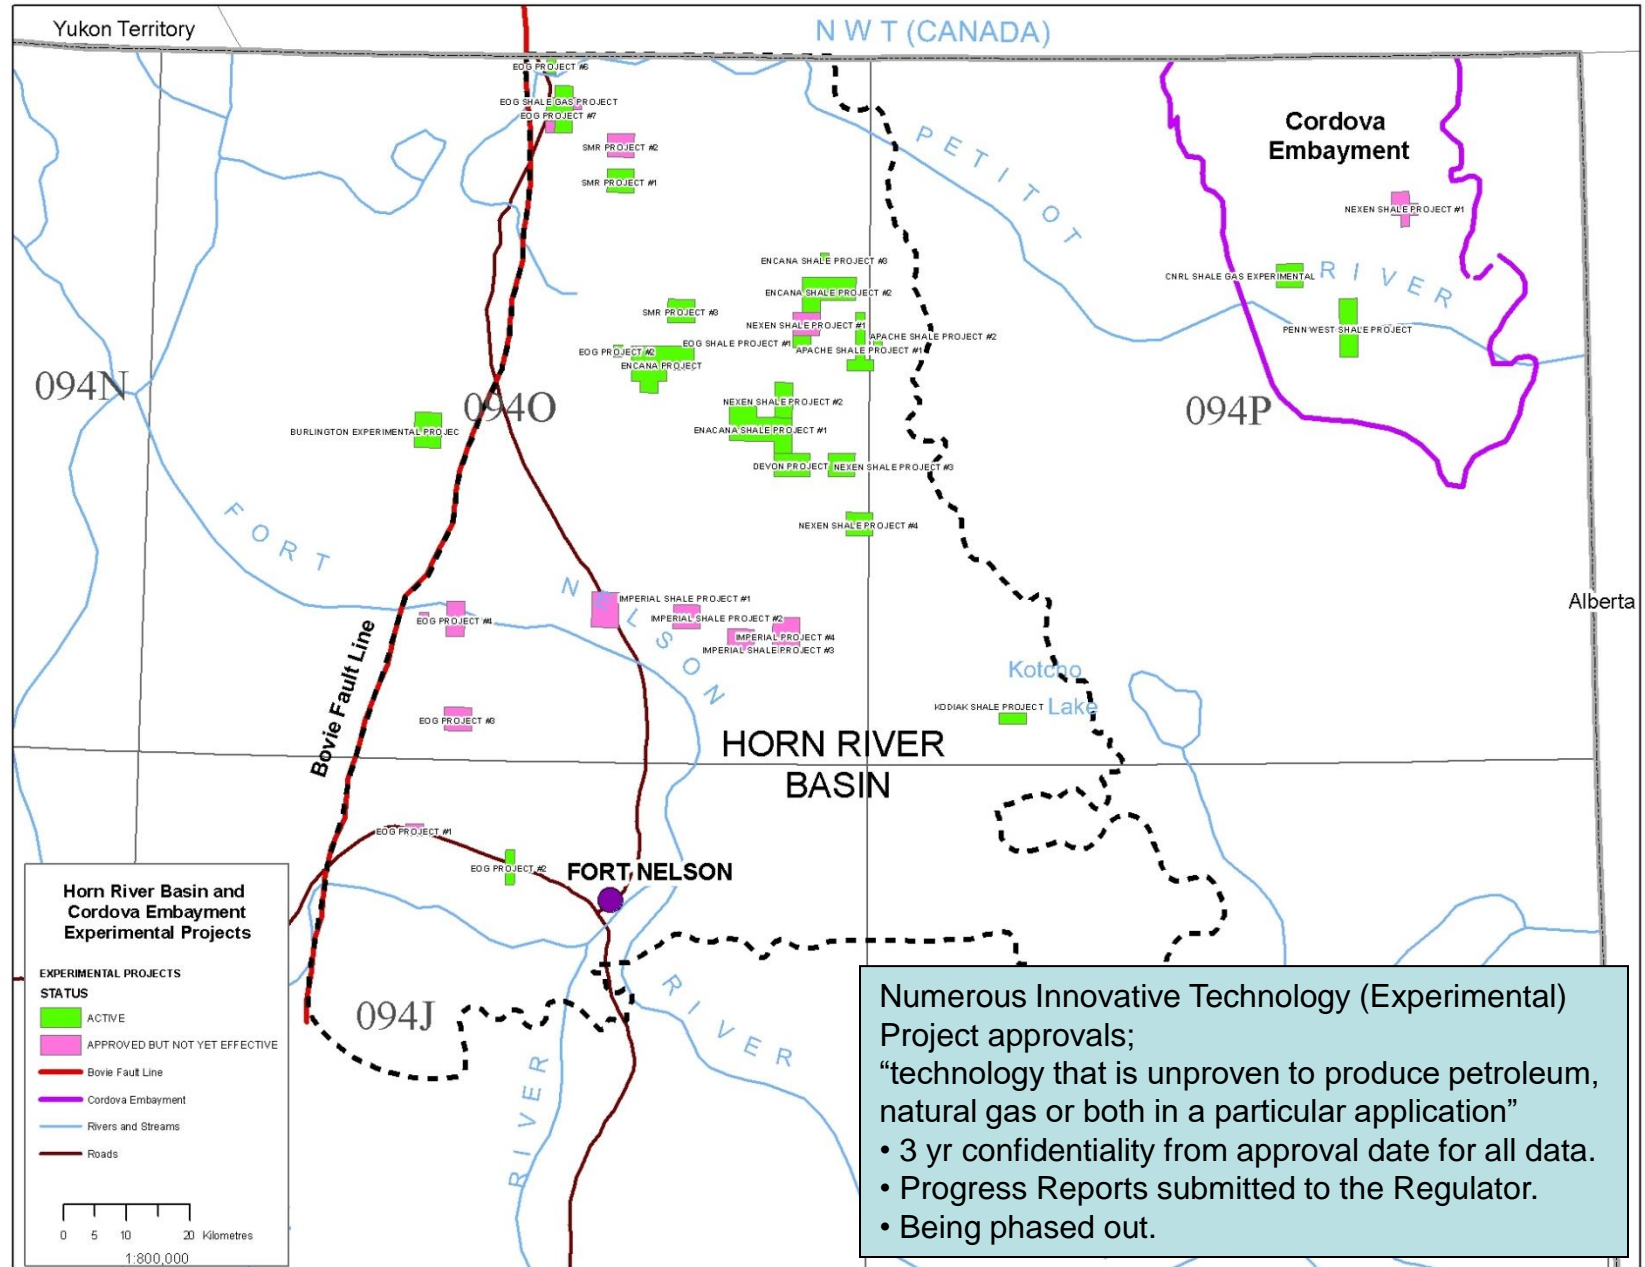 Yukon Territory
N W T (CANADA)
EOG PROJECT #6
EOG SHALE GAS PROJECT
EOG PROJECT #7
SMR PROJECT #2
SMR PROJECT #1
PETITOT
Cordova
Embayment
NEXEN SHALE PROJECT #1
CNRL SHALE GAS EXPERIMENTAL
RIVER
PENN WEST SHALE PROJECT
ENCANA SHALE PROJECT #3
ENCANA SHALE PROJECT #2
SMR PROJECT #3
NEXEN SHALE PROJECT #1
APACHE SHALE PROJECT #2
EOG SHALE PROJECT #1
APACHE SHALE PROJECT #1
EOG PROJECT #2
ENCANA PROJECT
094N
094O
094P
NEXEN SHALE PROJECT #2
BURLINGTON EXPERIMENTAL PROJEC
ENACANA SHALE PROJECT #1
DEVON PROJECT
NEXEN SHALE PROJECT #3
NEXEN SHALE PROJECT #4
FORT
NELSON
IMPERIAL SHALE PROJECT #1
IMPERIAL SHALE PROJECT #2
IMPERIAL PROJECT #4
IMPERIAL SHALE PROJECT #3
EOG PROJECT #4
Alberta
Bovie Fault Line
Kotcho
Lake
KODIAK SHALE PROJECT
EOG PROJECT #3
HORN RIVER
BASIN
EOG PROJECT #1
EOG PROJECT #2
FORT NELSON
094J
RIVER
RIVER
Horn River Basin and
Cordova Embayment
Experimental Projects
EXPERIMENTAL PROJECTS
STATUS
ACTIVE
APPROVED BUT NOT YET EFFECTIVE
Bovie Fault Line
Cordova Embayment
Rivers and Streams
Roads
0 5 10 20 Kilometres
1:800,000
Numerous Innovative Technology (Experimental)
Project approvals;
“technology that is unproven to produce petroleum,
natural gas or both in a particular application”
• 3 yr confidentiality from approval date for all data.
• Progress Reports submitted to the Regulator.
• Being phased out.